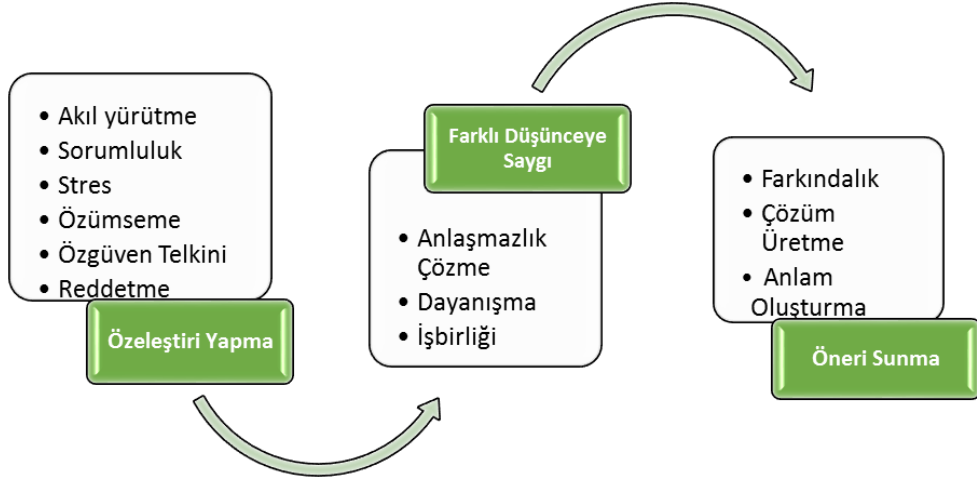 • Akıl yürütme
• Sorumluluk
• Stres
• Özümseme
• Özgüven Telkini
• Reddetme
Özeleştiri Yapma
Farklı Düşünceye
Saygı
• Anlaşmazlık
Çözme
• Dayanışma
• İşbirliği
• Farkındalık
• Çözüm
Üretme
• Anlam
Oluşturma
Öneri Sunma